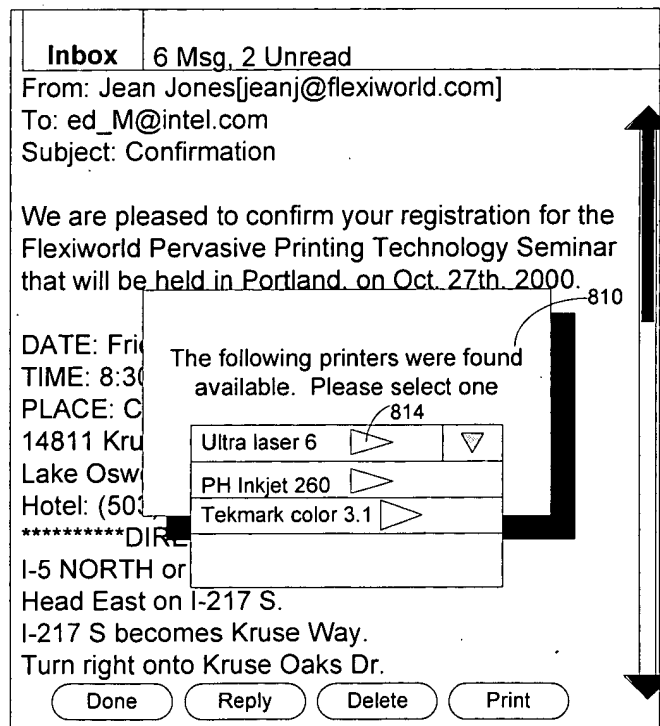 Inbox 6 Msg, 2 Unread
From: Jean Jones[jeanj@flexiworld.com]
To: ed_M@intel.com
Subject: Confirmation
We are pleased to confirm your registration for the
Flexiworld Pervasive Printing Technology Seminar
that will be held in Portland, on Oct. 27th, 2000.
810
DATE: Fri
The following printers were found
TIME: 8:30
available. Please select one
PLACE: C
814
14811 Kru
Ultra laser 6
Lake Osw
PH Inkjet 260
Hotel: (503
Tekmark color 3.1
**********DIRE
I-5 NORTH or
Head East on I-217 S.
I-217 S becomes Kruse Way.
Turn right onto Kruse Oaks Dr.
Done Reply Delete Print